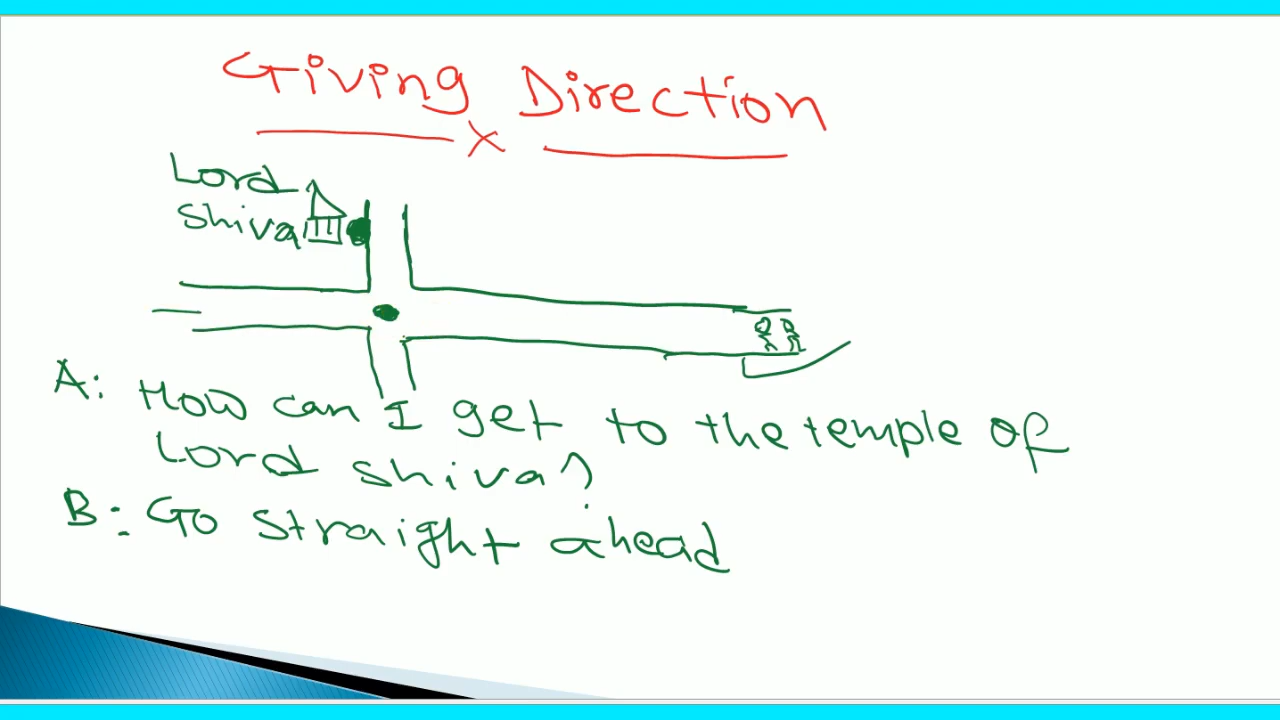 Giving Direction
Lord
Shiva
A: How can I get to the temple of
Lord Shiva?
B: Go straight ahead